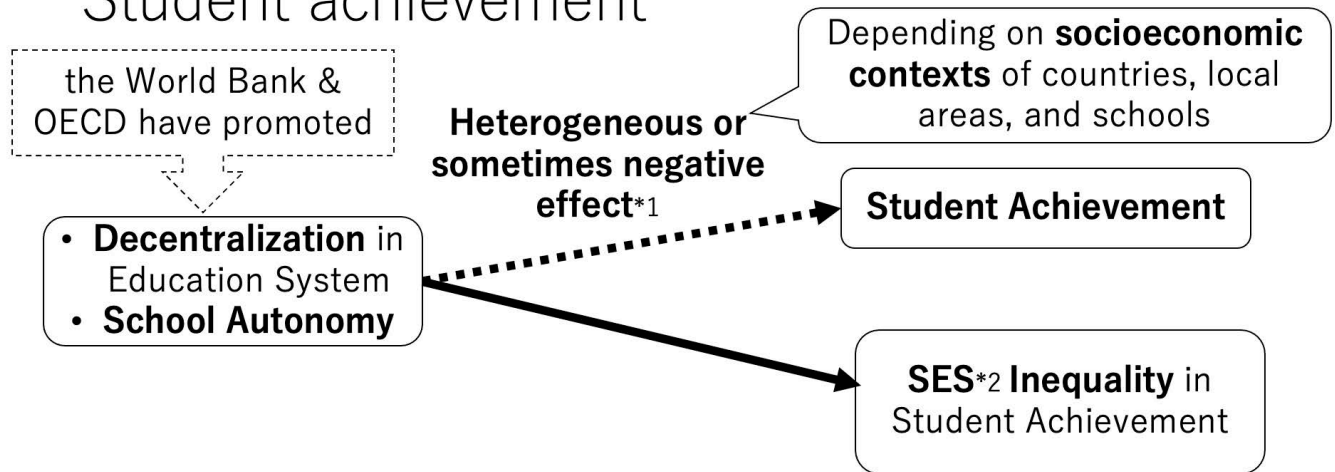 Student achievement
the World Bank &
OECD have promoted
Depending on socioeconomic
contexts of countries, local
areas, and schools
Heterogeneous or
sometimes negative
effect*1
Student Achievement
• Decentralization in
Education System
• School Autonomy
SES*2 Inequality in
Student Achievement